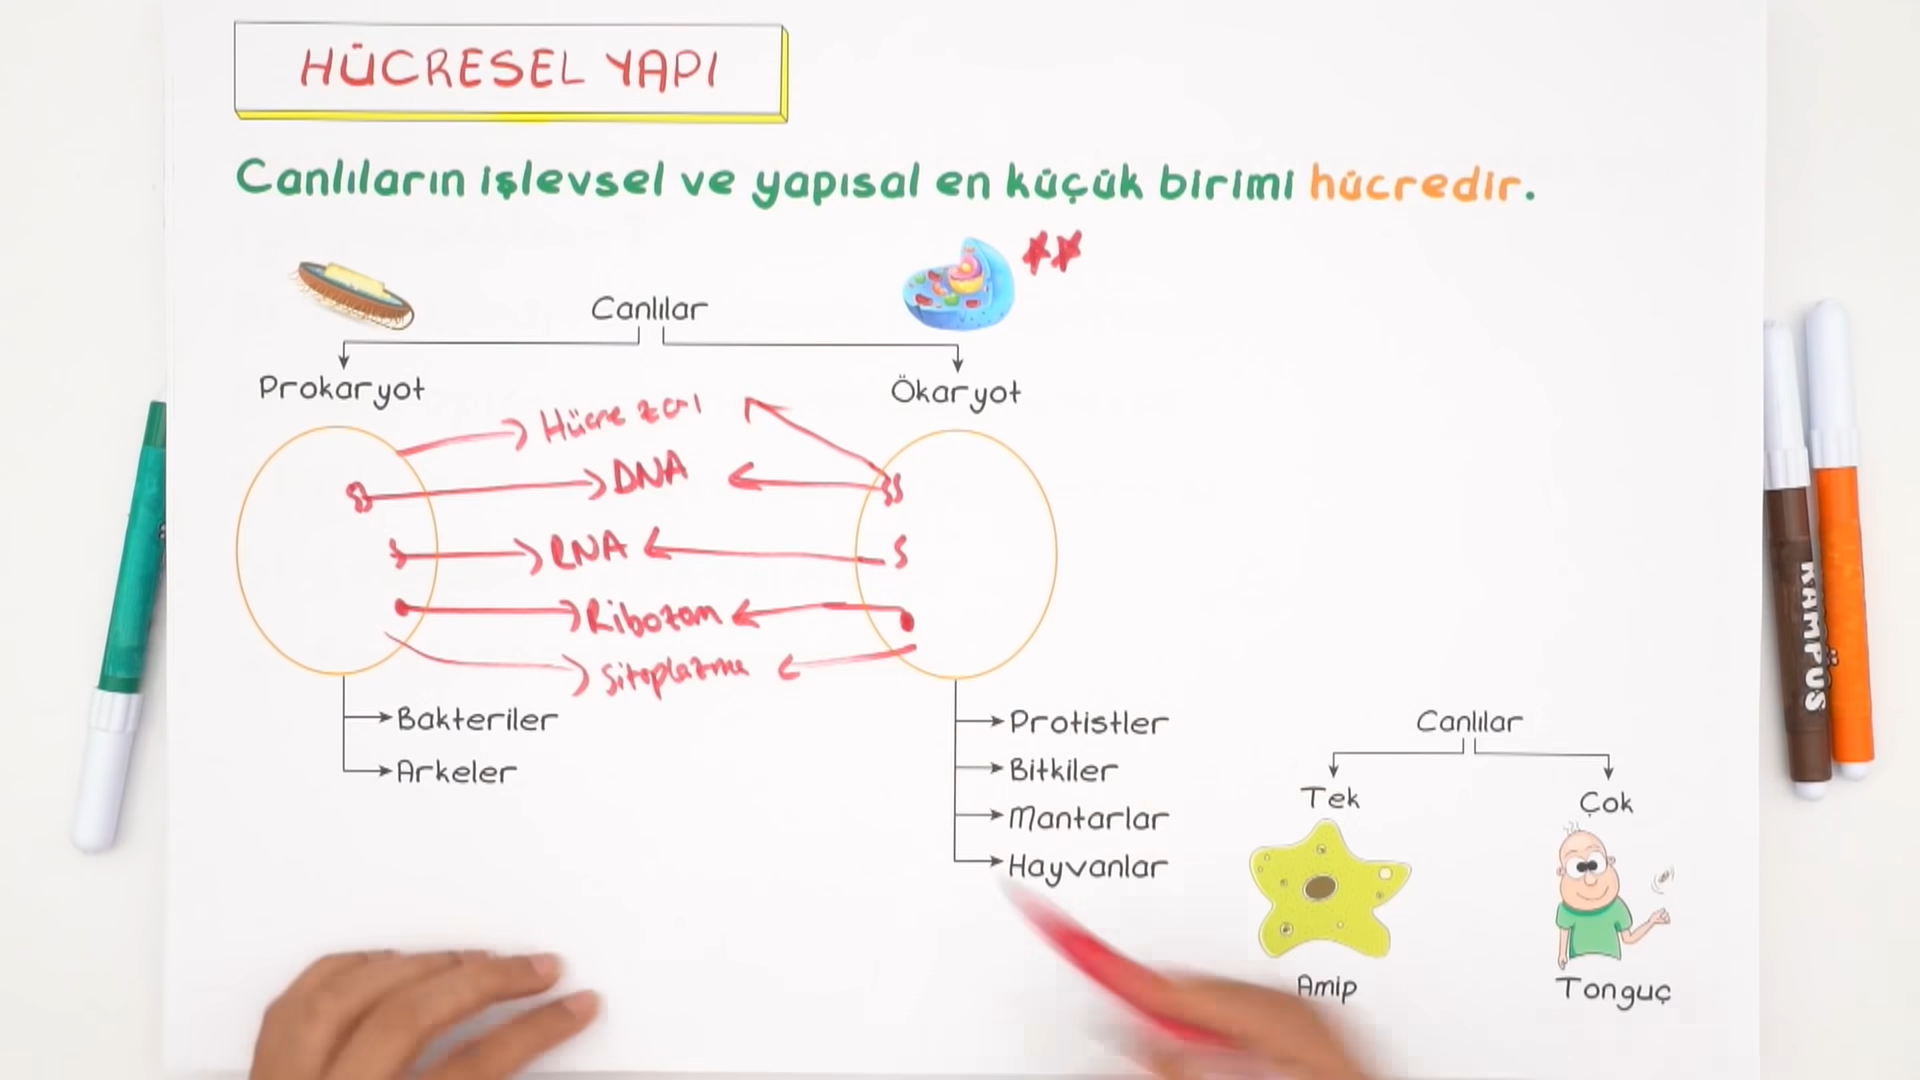 HÜCRESEL YAPI
Canlıların işlevsel ve yapısal en küçük birimi hücredir.
Canlılar
Prokaryot
Ökaryot
Hücre zarı
DNA
RNA
Ribozom
Sitoplazma
Bakteriler
Arkeler
Protistler
Bitkiler
Mantarlar
Hayvanlar
Canlılar
Tek
Çok
Amip
Tonguç
KAMPÜS